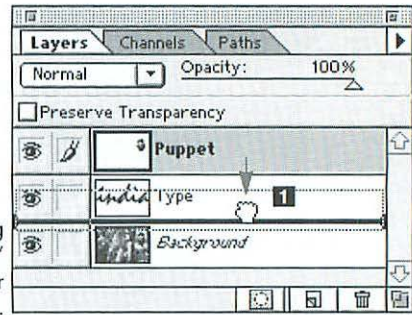 Layers Channels Paths
Normal Opacity: 100%
Preserve Transparency
Puppet
india Type 1
Background